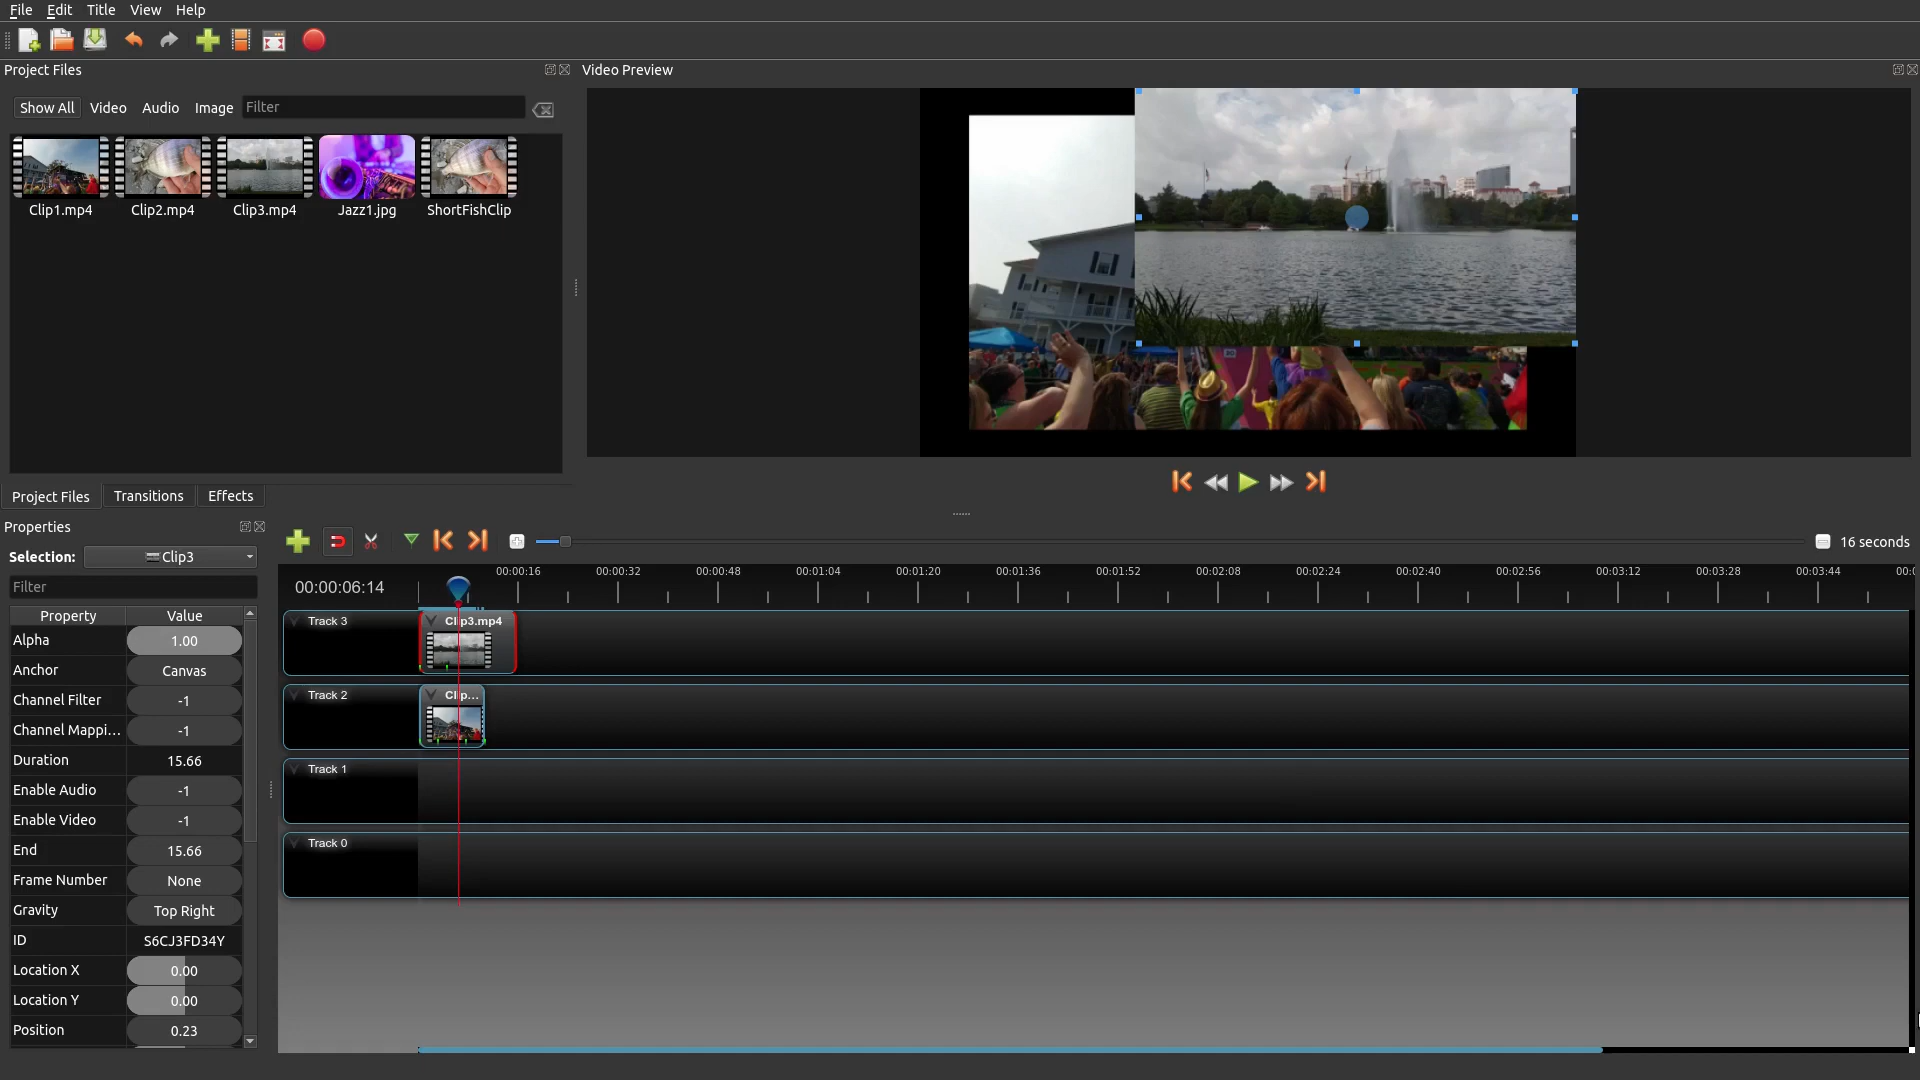 File Edit Title View Help
Project Files
Video Preview
Show All Video Audio Image Filter
Clip1.mp4 Clip2.mp4 Clip3.mp4 Jazz1.jpg ShortFishClip
Project Files Transitions Effects
Properties
Selection: Clip3
Filter
Property Value
Alpha 1.00
Anchor Canvas
Channel Filter -1
Channel Mappi... -1
Duration 15.66
Enable Audio -1
Enable Video -1
End 15.66
Frame Number None
Gravity Top Right
ID S6CJ3FD34Y
Location X 0.00
Location Y 0.00
Position 0.23
16 seconds
00:00:06:14
00:00:16 00:00:32 00:00:48 00:01:04 00:01:20 00:01:36 00:01:52 00:02:08 00:02:24 00:02:40 00:02:56 00:03:12 00:03:28 00:03:44 00:0
Track 3 Clip3.mp4
Track 2 Clip...
Track 1
Track 0